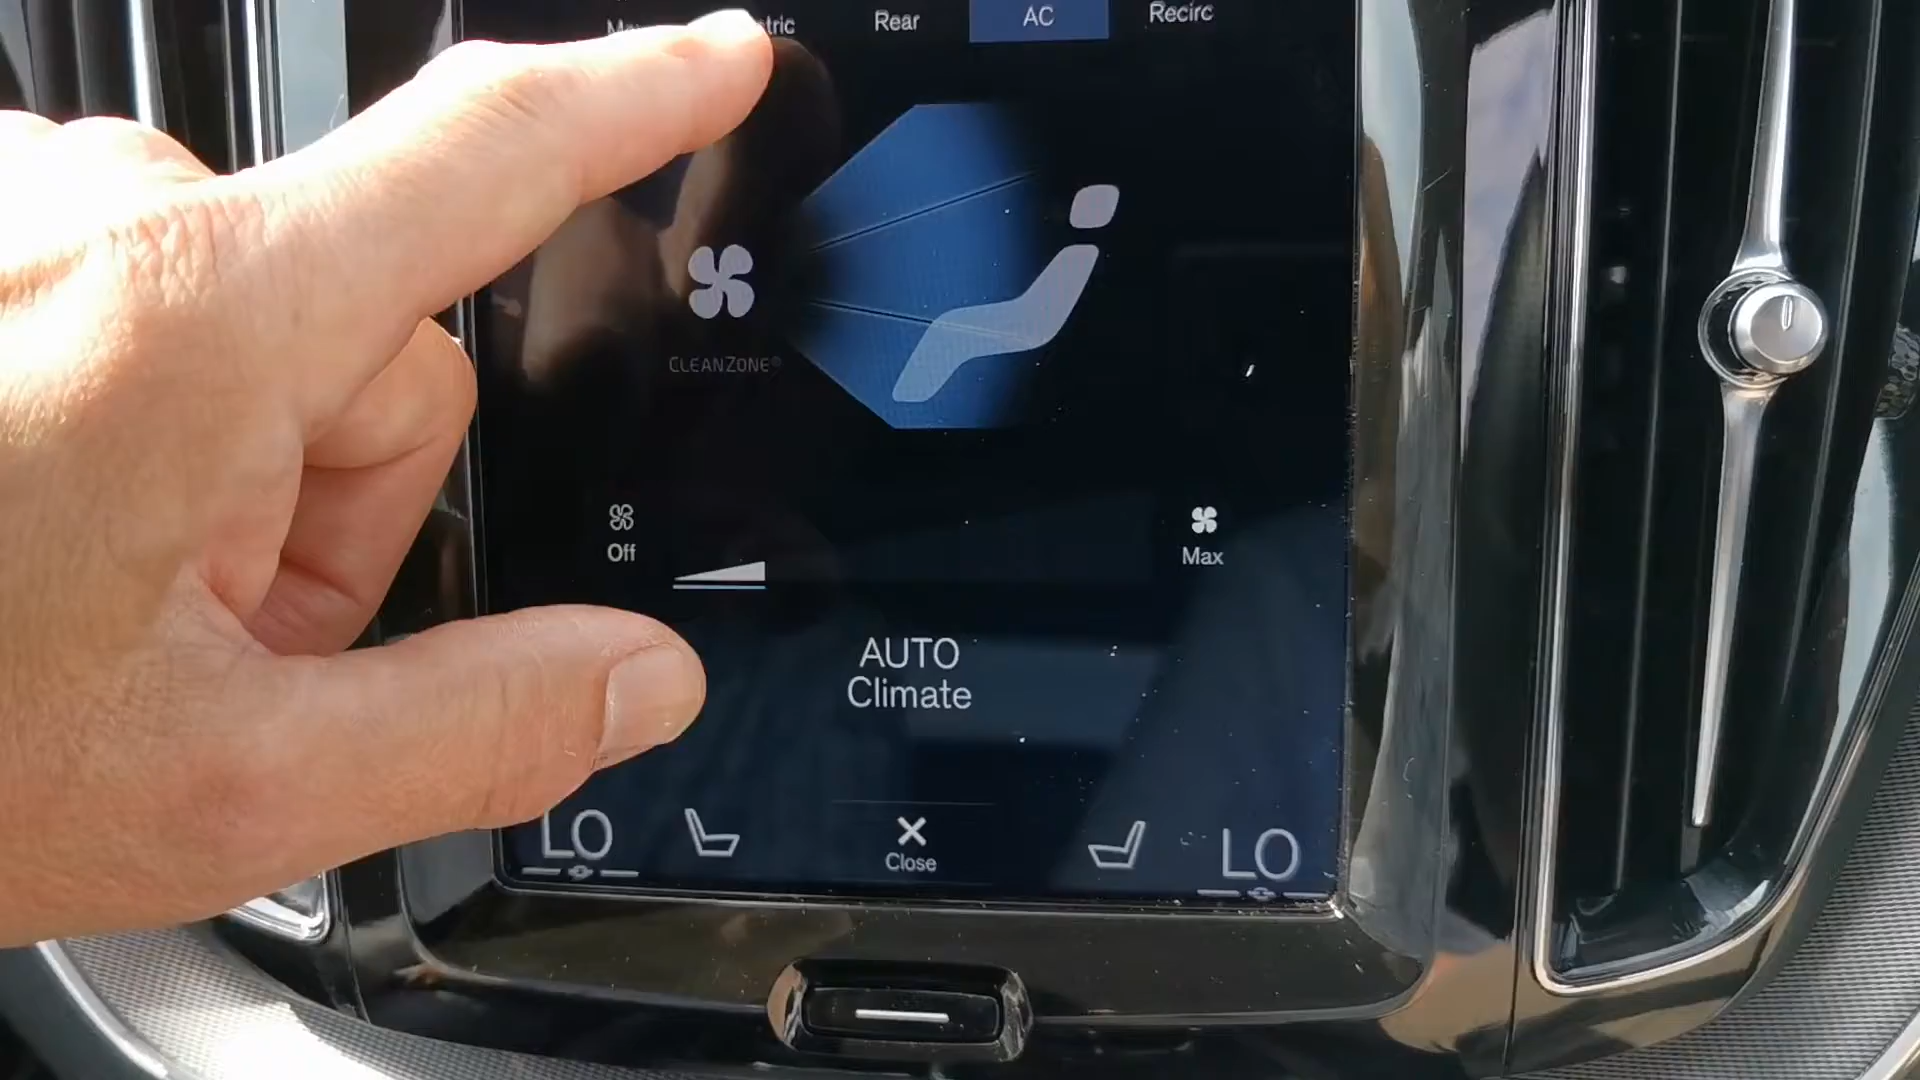 Rear
AC
Recirc
CLEANZONE®
Off
Max
AUTO
Climate
LO
Close
LO